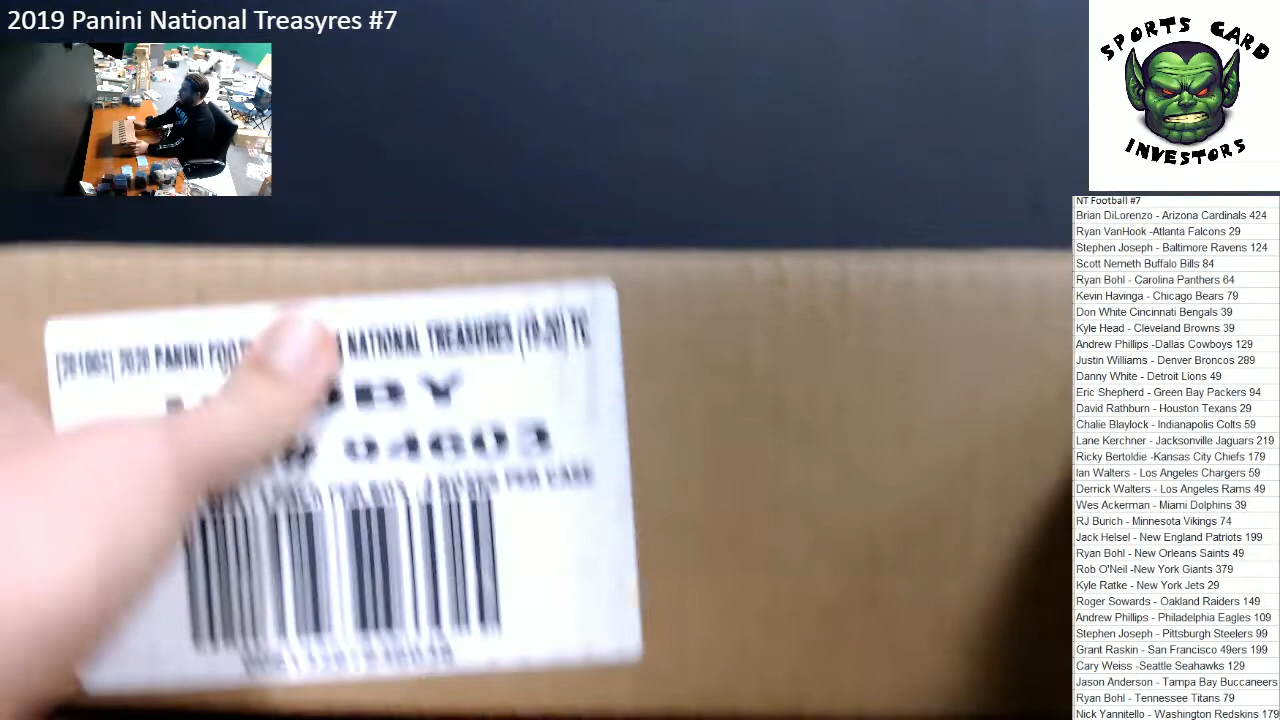 2019 Panini National Treasyres #7
SPORTS CARD
INVESTORS
NT Football #7
Brian DiLorenzo - Arizona Cardinals 424
Ryan VanHook -Atlanta Falcons 29
Stephen Joseph - Baltimore Ravens 124
Scott Nemeth Buffalo Bills 84
Ryan Bohl - Carolina Panthers 64
Kevin Havinga - Chicago Bears 79
Don White Cincinnati Bengals 39
Kyle Head - Cleveland Browns 39
Andrew Phillips -Dallas Cowboys 129
Justin Williams - Denver Broncos 289
Danny White - Detroit Lions 49
Eric Shepherd - Green Bay Packers 94
David Rathburn - Houston Texans 29
Chalie Blaylock - Indianapolis Colts 59
Lane Kerchner - Jacksonville Jaguars 219
Ricky Bertoldie -Kansas City Chiefs 179
Ian Walters - Los Angeles Chargers 59
Derrick Walters - Los Angeles Rams 49
Wes Ackerman - Miami Dolphins 39
RJ Burich - Minnesota Vikings 74
Jack Helsel - New England Patriots 199
Ryan Bohl - New Orleans Saints 49
Rob O'Neil -New York Giants 379
Kyle Ratke - New York Jets 29
Roger Sowards - Oakland Raiders 149
Andrew Phillips - Philadelphia Eagles 109
Stephen Joseph - Pittsburgh Steelers 99
Grant Raskin - San Francisco 49ers 199
Cary Weiss -Seattle Seahawks 129
Jason Anderson - Tampa Bay Buccaneers
Ryan Bohl - Tennessee Titans 79
Nick Yannitello - Washington Redskins 179
2020 PANINI NATIONAL TREASURES